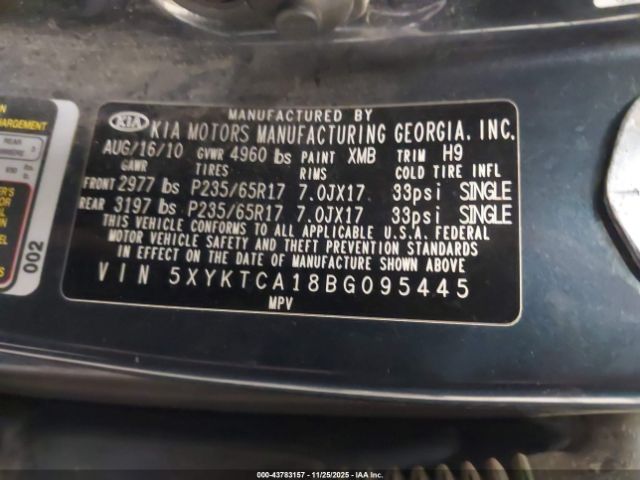 MANUFACTURED BY
KIA KIA MOTORS MANUFACTURING GEORGIA, INC.
AUG/16/10 GVWR 4960 lbs PAINT XMB TRIM H9
GAWR TIRES RIMS COLD TIRE INFL
FRONT 2977 lbs P235/65R17 7.0JX17 33psi SINGLE
REAR 3197 lbs P235/65R17 7.0JX17 33psi SINGLE
THIS VEHICLE CONFORMS TO ALL APPLICABLE U.S.A. FEDERAL
MOTOR VEHICLE SAFETY AND THEFT PREVENTION STANDARDS
IN EFFECT ON THE DATE OF MANUFACTURE SHOWN ABOVE
VIN 5XYKTCA18BG095445
MPV
REAR
002
000-43783157 - 11/25/2025 - COPYRIGHT IAA, LLC.